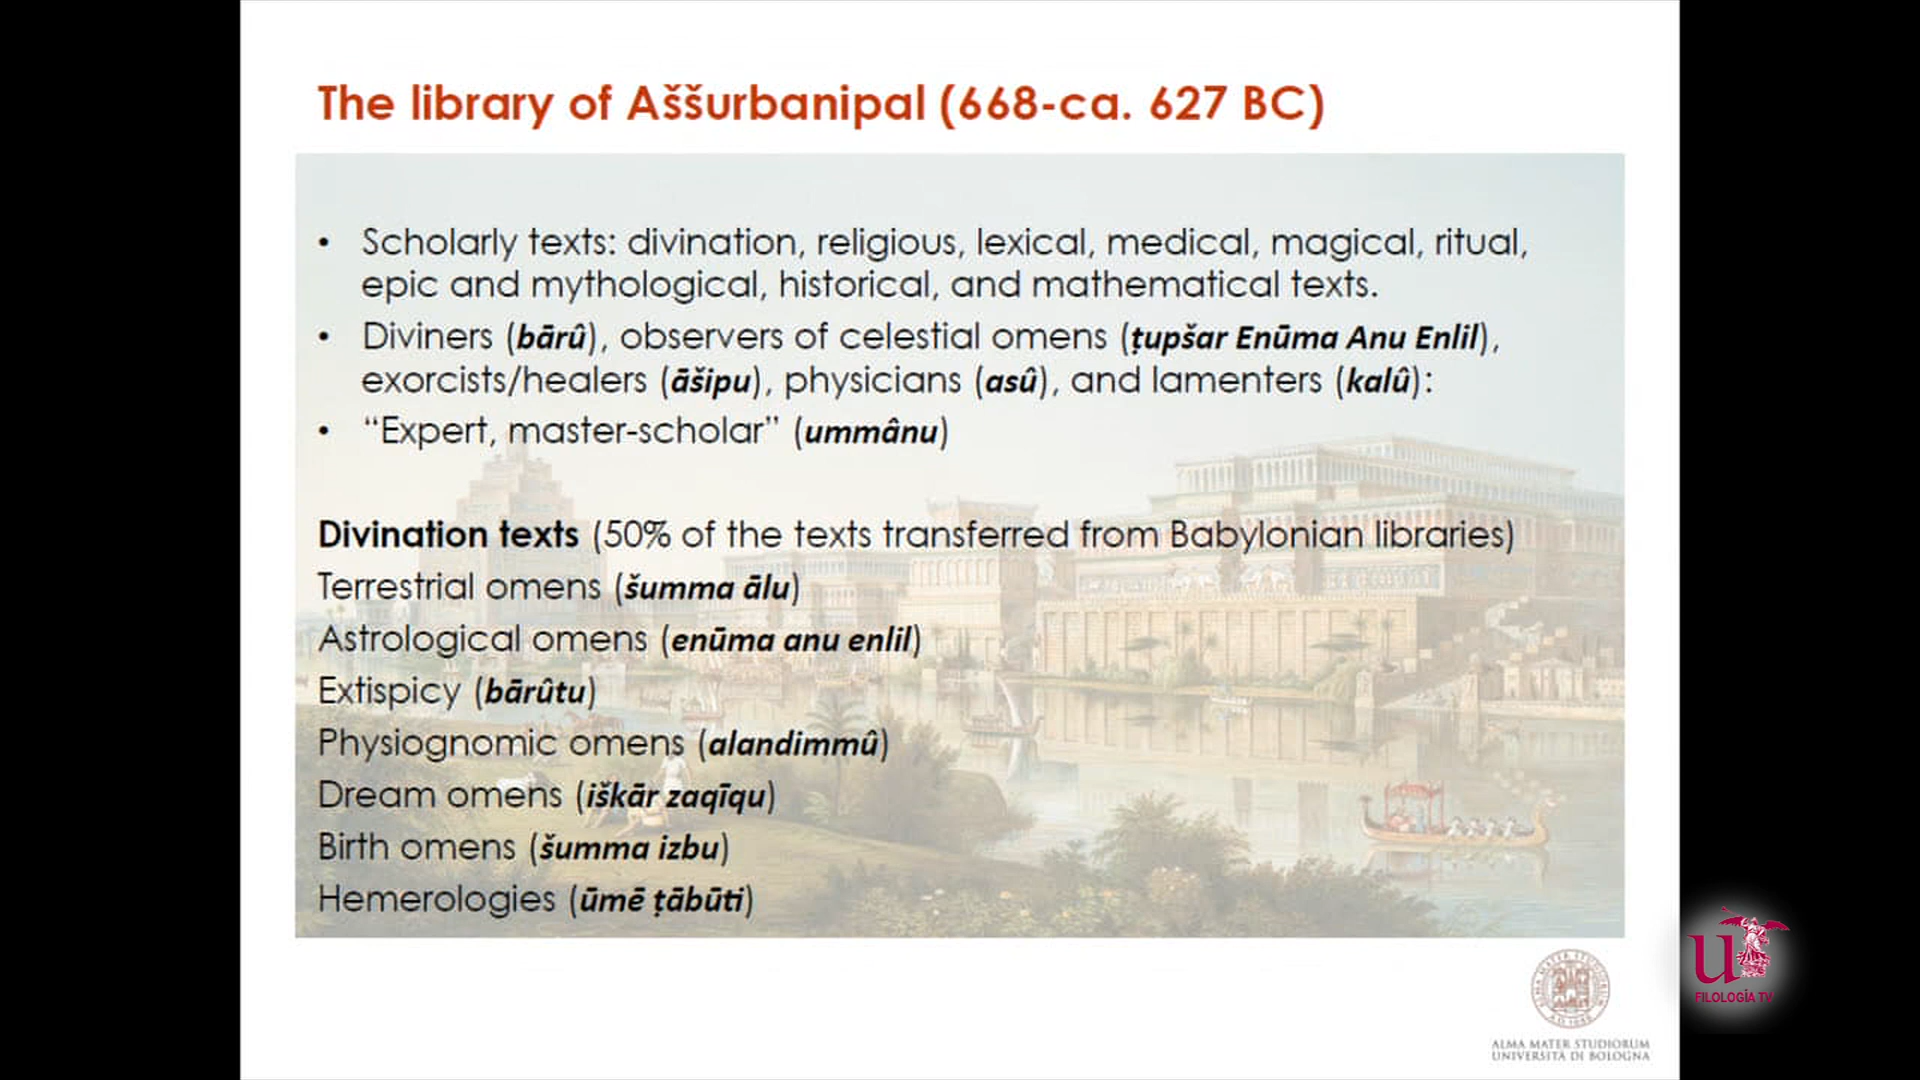 The library of Aššurbanipal (668-ca. 627 BC)
• Scholarly texts: divination, religious, lexical, medical, magical, ritual,
epic and mythological, historical, and mathematical texts.
• Diviners (bārû), observers of celestial omens (ṭupšar Enūma Anu Enlil),
exorcists/healers (āšipu), physicians (asû), and lamenters (kalû):
• “Expert, master-scholar” (ummânu)
Divination texts (50% of the texts transferred from Babylonian libraries)
Terrestrial omens (šumma ālu)
Astrological omens (enūma anu enlil)
Extispicy (bārûtu)
Physiognomic omens (alandimmû)
Dream omens (iškār zaqīqu)
Birth omens (šumma izbu)
Hemerologies (ūmē ṭābūti)
ALMA MATER STUDIORUM
UNIVERSITÀ DI BOLOGNA
FILOLOGÍA TV